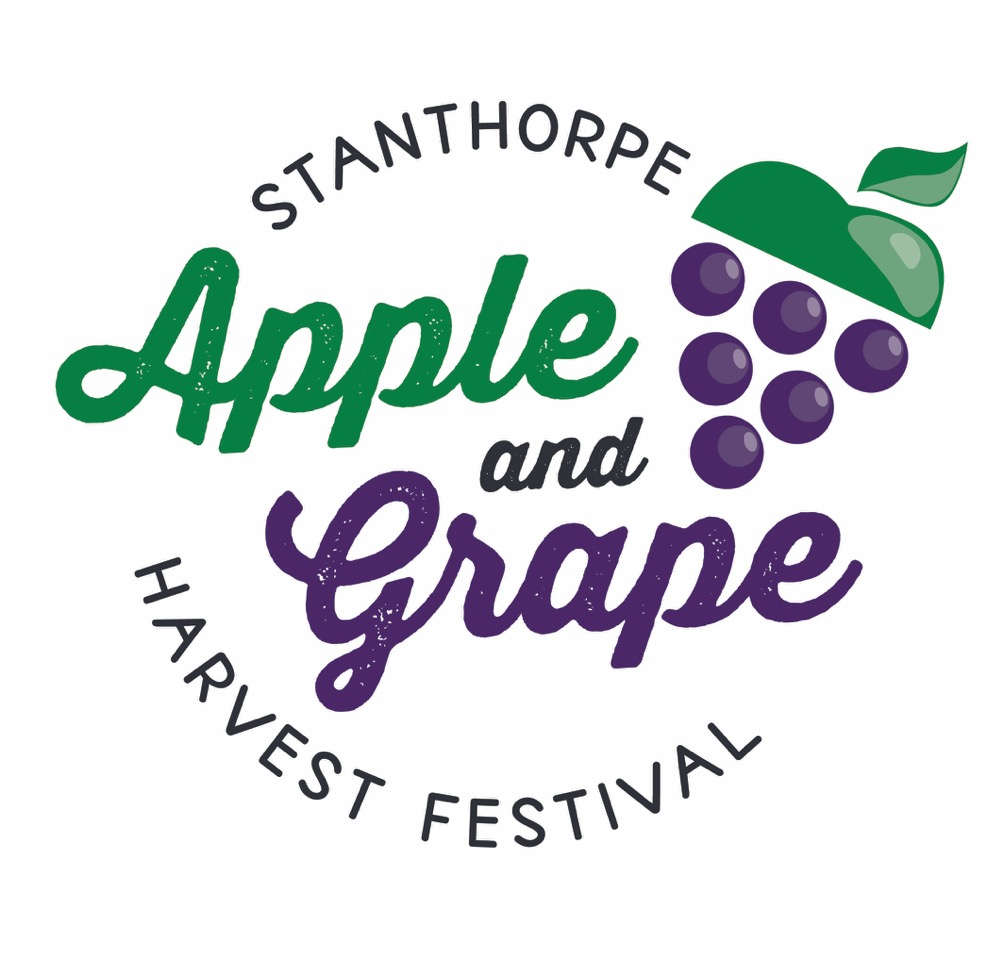 STANTHORPE
Apple
and
Grape
HARVEST FESTIVAL